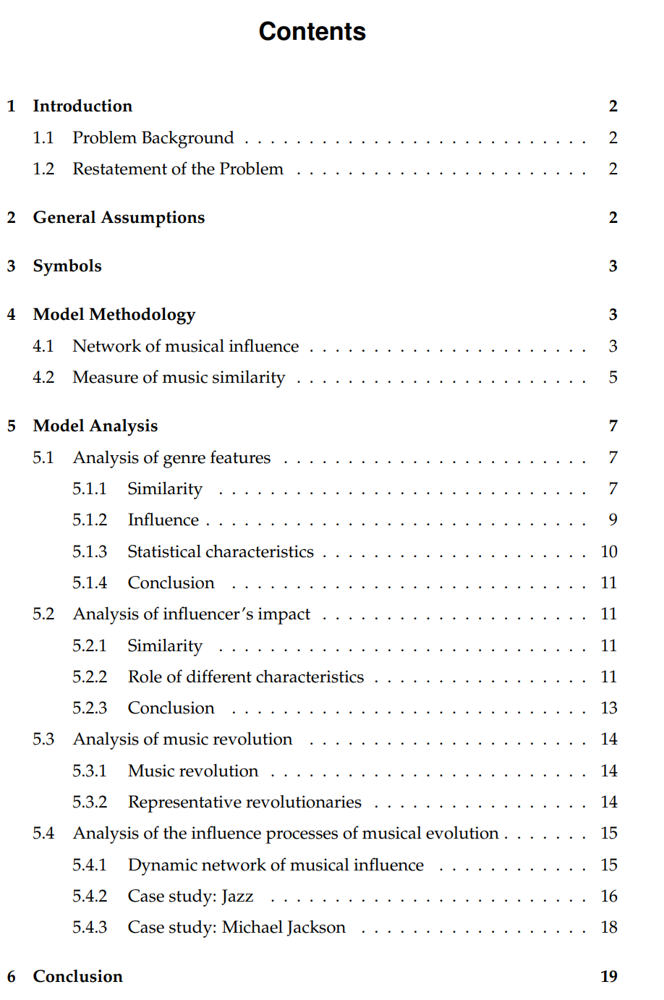 Contents
1 Introduction 2
1.1 Problem Background . . . . . . . . . . . . . . . . . . . . . . . . . . . 2
1.2 Restatement of the Problem . . . . . . . . . . . . . . . . . . . . . . . 2
2 General Assumptions 2
3 Symbols 3
4 Model Methodology 3
4.1 Network of musical influence . . . . . . . . . . . . . . . . . . . . . . 3
4.2 Measure of music similarity . . . . . . . . . . . . . . . . . . . . . . . 5
5 Model Analysis 7
5.1 Analysis of genre features . . . . . . . . . . . . . . . . . . . . . . . . 7
5.1.1 Similarity . . . . . . . . . . . . . . . . . . . . . . . . . . . . . 7
5.1.2 Influence . . . . . . . . . . . . . . . . . . . . . . . . . . . . . . 9
5.1.3 Statistical characteristics . . . . . . . . . . . . . . . . . . . . . 10
5.1.4 Conclusion . . . . . . . . . . . . . . . . . . . . . . . . . . . . 11
5.2 Analysis of influencer's impact . . . . . . . . . . . . . . . . . . . . . 11
5.2.1 Similarity . . . . . . . . . . . . . . . . . . . . . . . . . . . . . 11
5.2.2 Role of different characteristics . . . . . . . . . . . . . . . . . 11
5.2.3 Conclusion . . . . . . . . . . . . . . . . . . . . . . . . . . . . 13
5.3 Analysis of music revolution . . . . . . . . . . . . . . . . . . . . . . 14
5.3.1 Music revolution . . . . . . . . . . . . . . . . . . . . . . . . . 14
5.3.2 Representative revolutionaries . . . . . . . . . . . . . . . . . 14
5.4 Analysis of the influence processes of musical evolution . . . . . . . 15
5.4.1 Dynamic network of musical influence . . . . . . . . . . . . 15
5.4.2 Case study: Jazz . . . . . . . . . . . . . . . . . . . . . . . . . 16
5.4.3 Case study: Michael Jackson . . . . . . . . . . . . . . . . . . 18
6 Conclusion 19